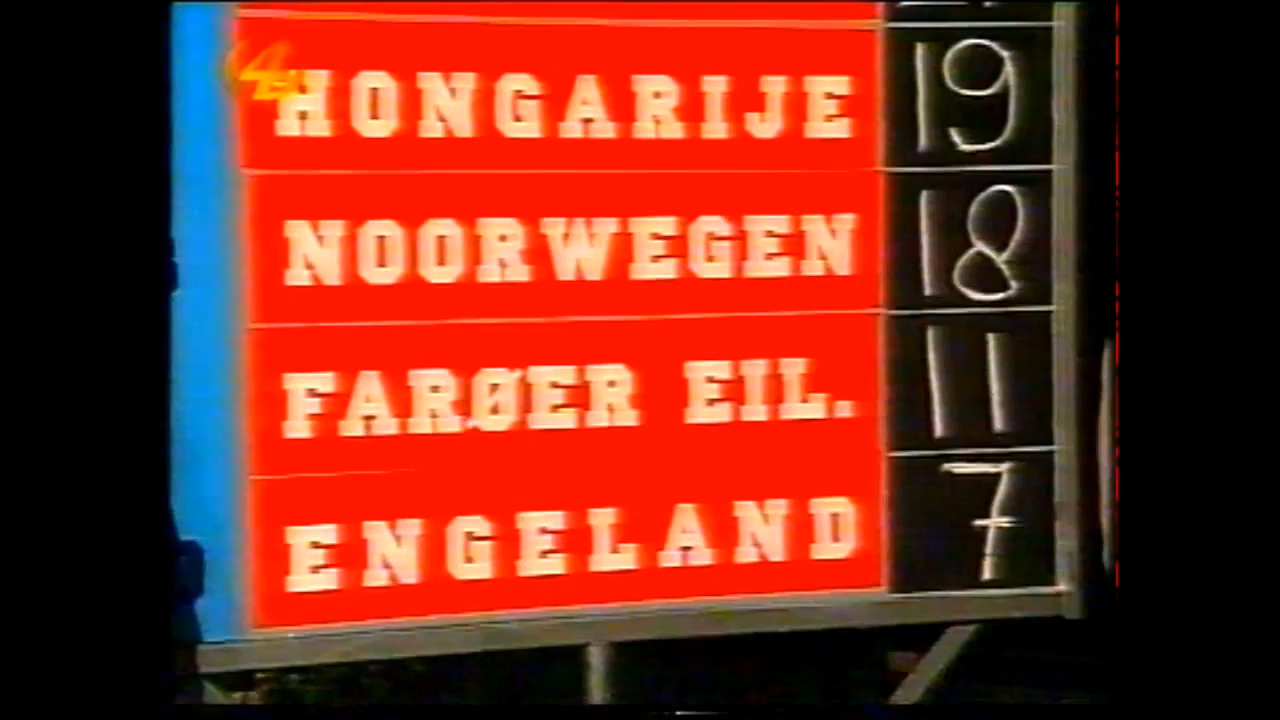 HONGARIJE 19
NOORWEGEN 18
FARØER EIL. 11
ENGELAND 7